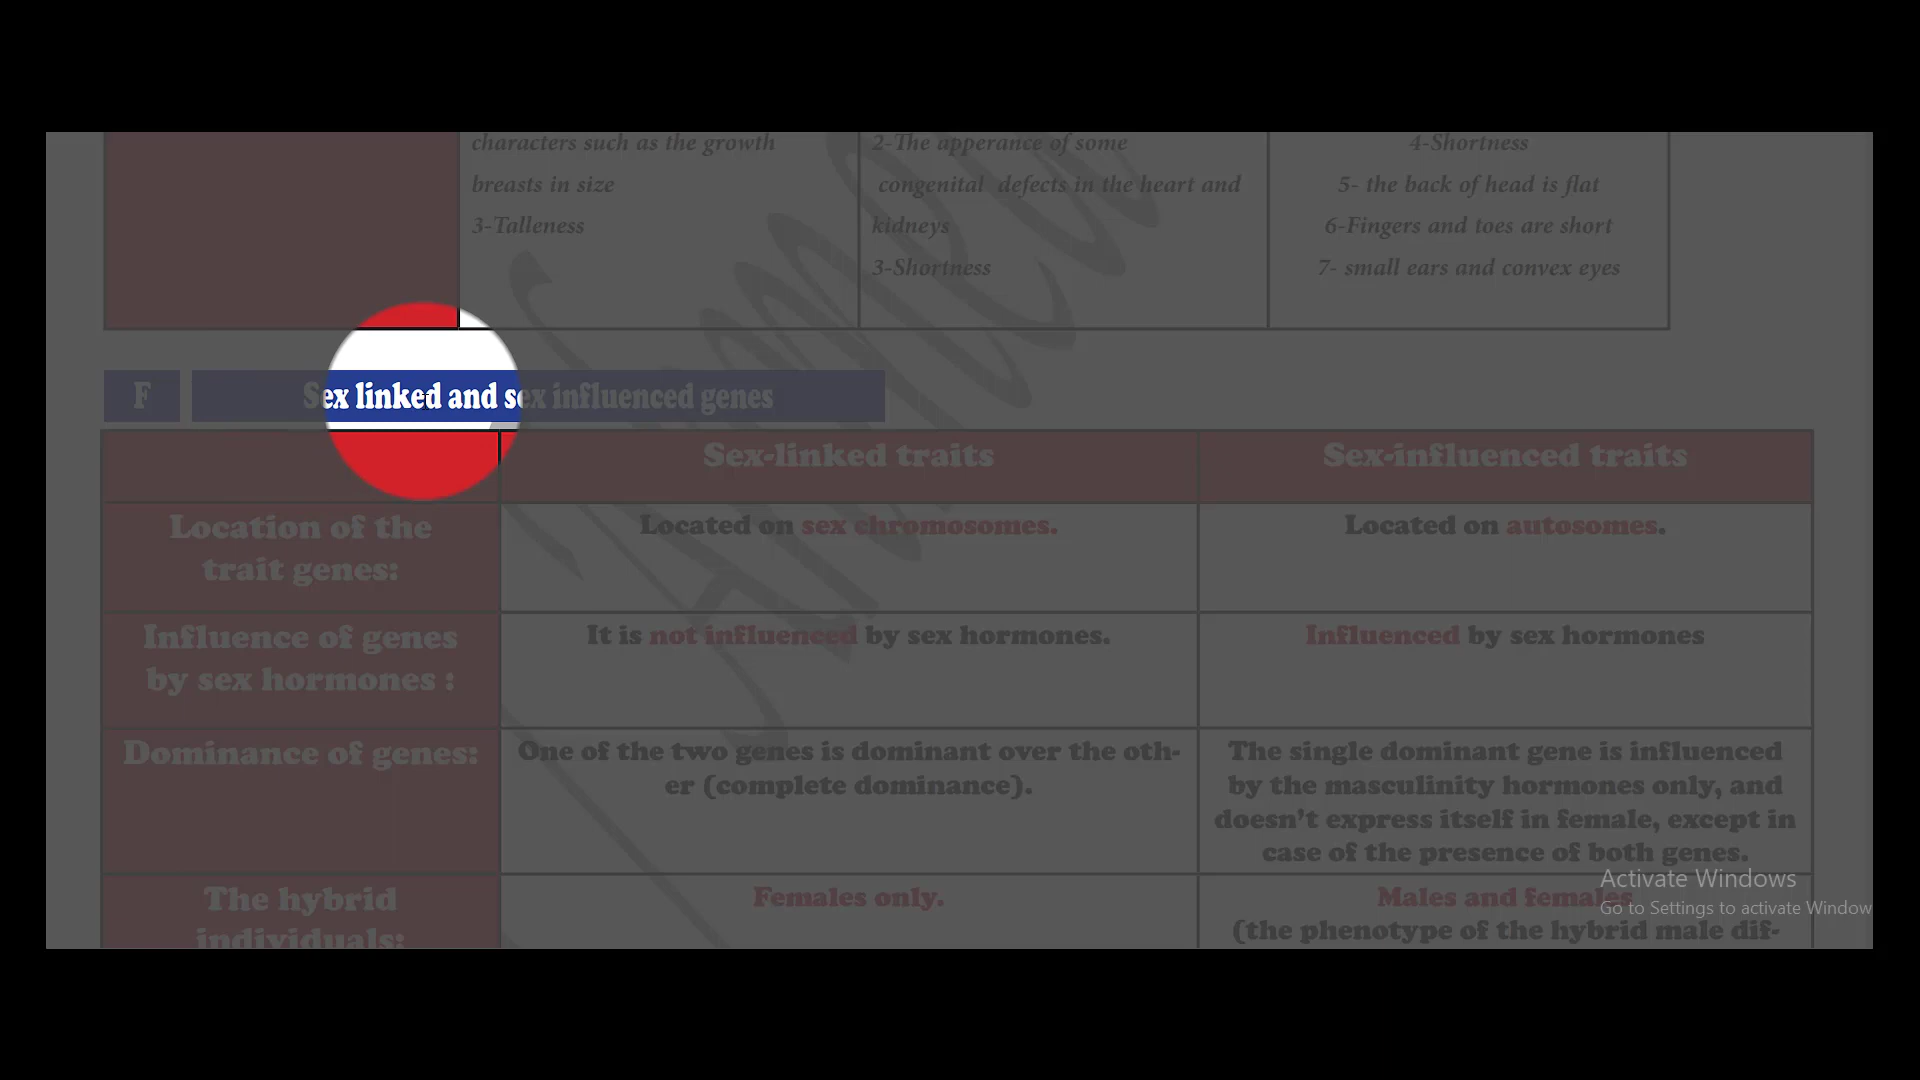 characters such as the growth
breasts in size
3-Talleness
2-The apperance of some
congenital defects in the heart and
kidneys
3-Shortness
4-Shortness
5- the back of head is flat
6-Fingers and toes are short
7- small ears and convex eyes
F
Sex linked and sex influenced genes
Sex-linked traits
Sex-influenced traits
Location of the
trait genes:
Located on sex chromosomes.
Located on autosomes.
Influence of genes
by sex hormones :
It is not influenced by sex hormones.
Influenced by sex hormones
Dominance of genes:
One of the two genes is dominant over the oth-
er (complete dominance).
The single dominant gene is influenced
by the masculinity hormones only, and
doesn't express itself in female, except in
case of the presence of both genes.
The hybrid
individuals:
Females only.
Males and females
(the phenotype of the hybrid male dif-
Activate Windows
Go to Settings to activate Window